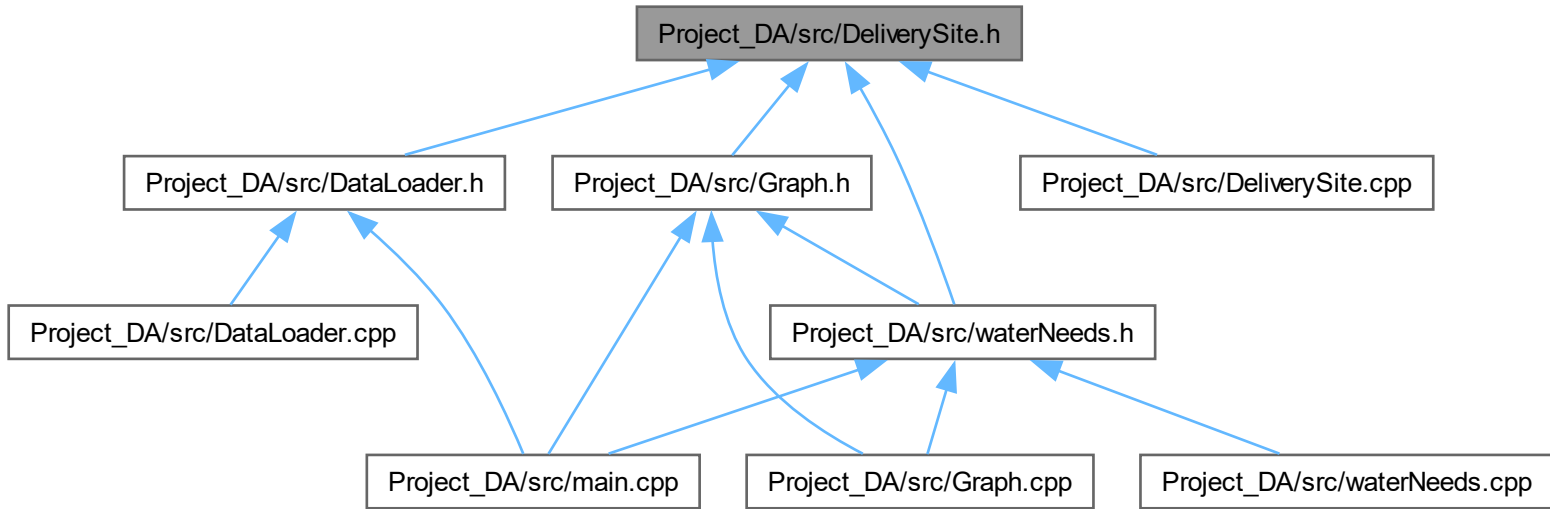 Project_DA/src/DeliverySite.h
Project_DA/src/DataLoader.h
Project_DA/src/Graph.h
Project_DA/src/DeliverySite.cpp
Project_DA/src/DataLoader.cpp
Project_DA/src/waterNeeds.h
Project_DA/src/main.cpp
Project_DA/src/Graph.cpp
Project_DA/src/waterNeeds.cpp